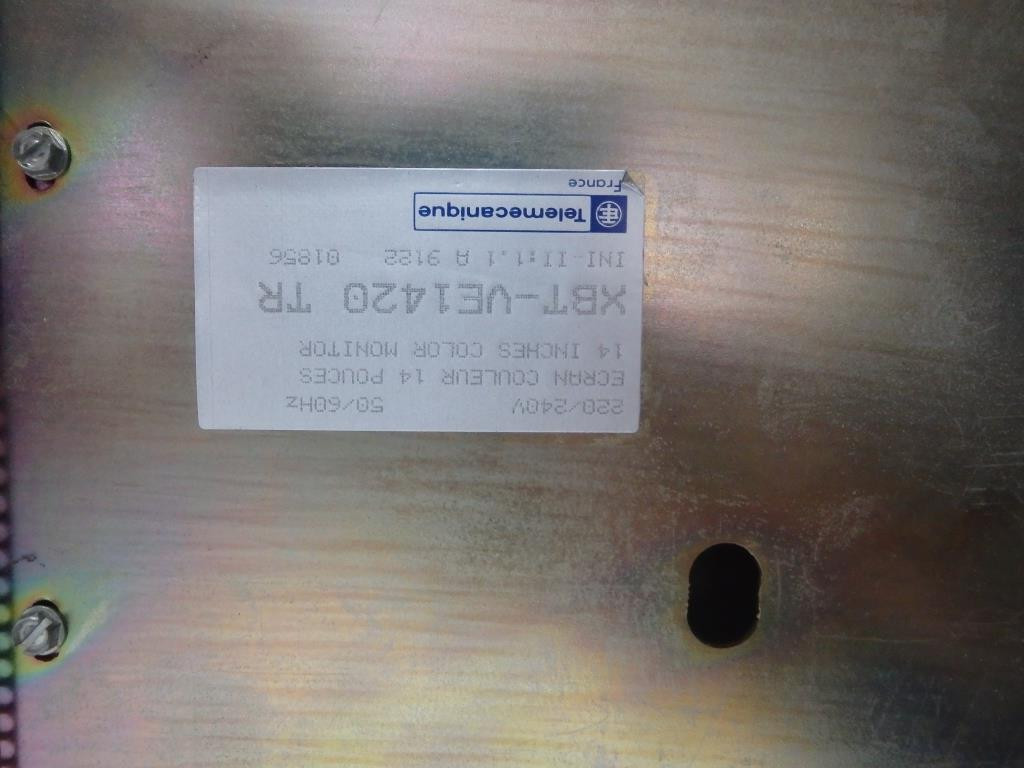 220/240V 50/60Hz
ECRAN COULEUR 14 POUCES
14 INCHES COLOR MONITOR
XBT-VE1420 TR
INI-II:1.1 A 9122 01856
Telemecanique
France